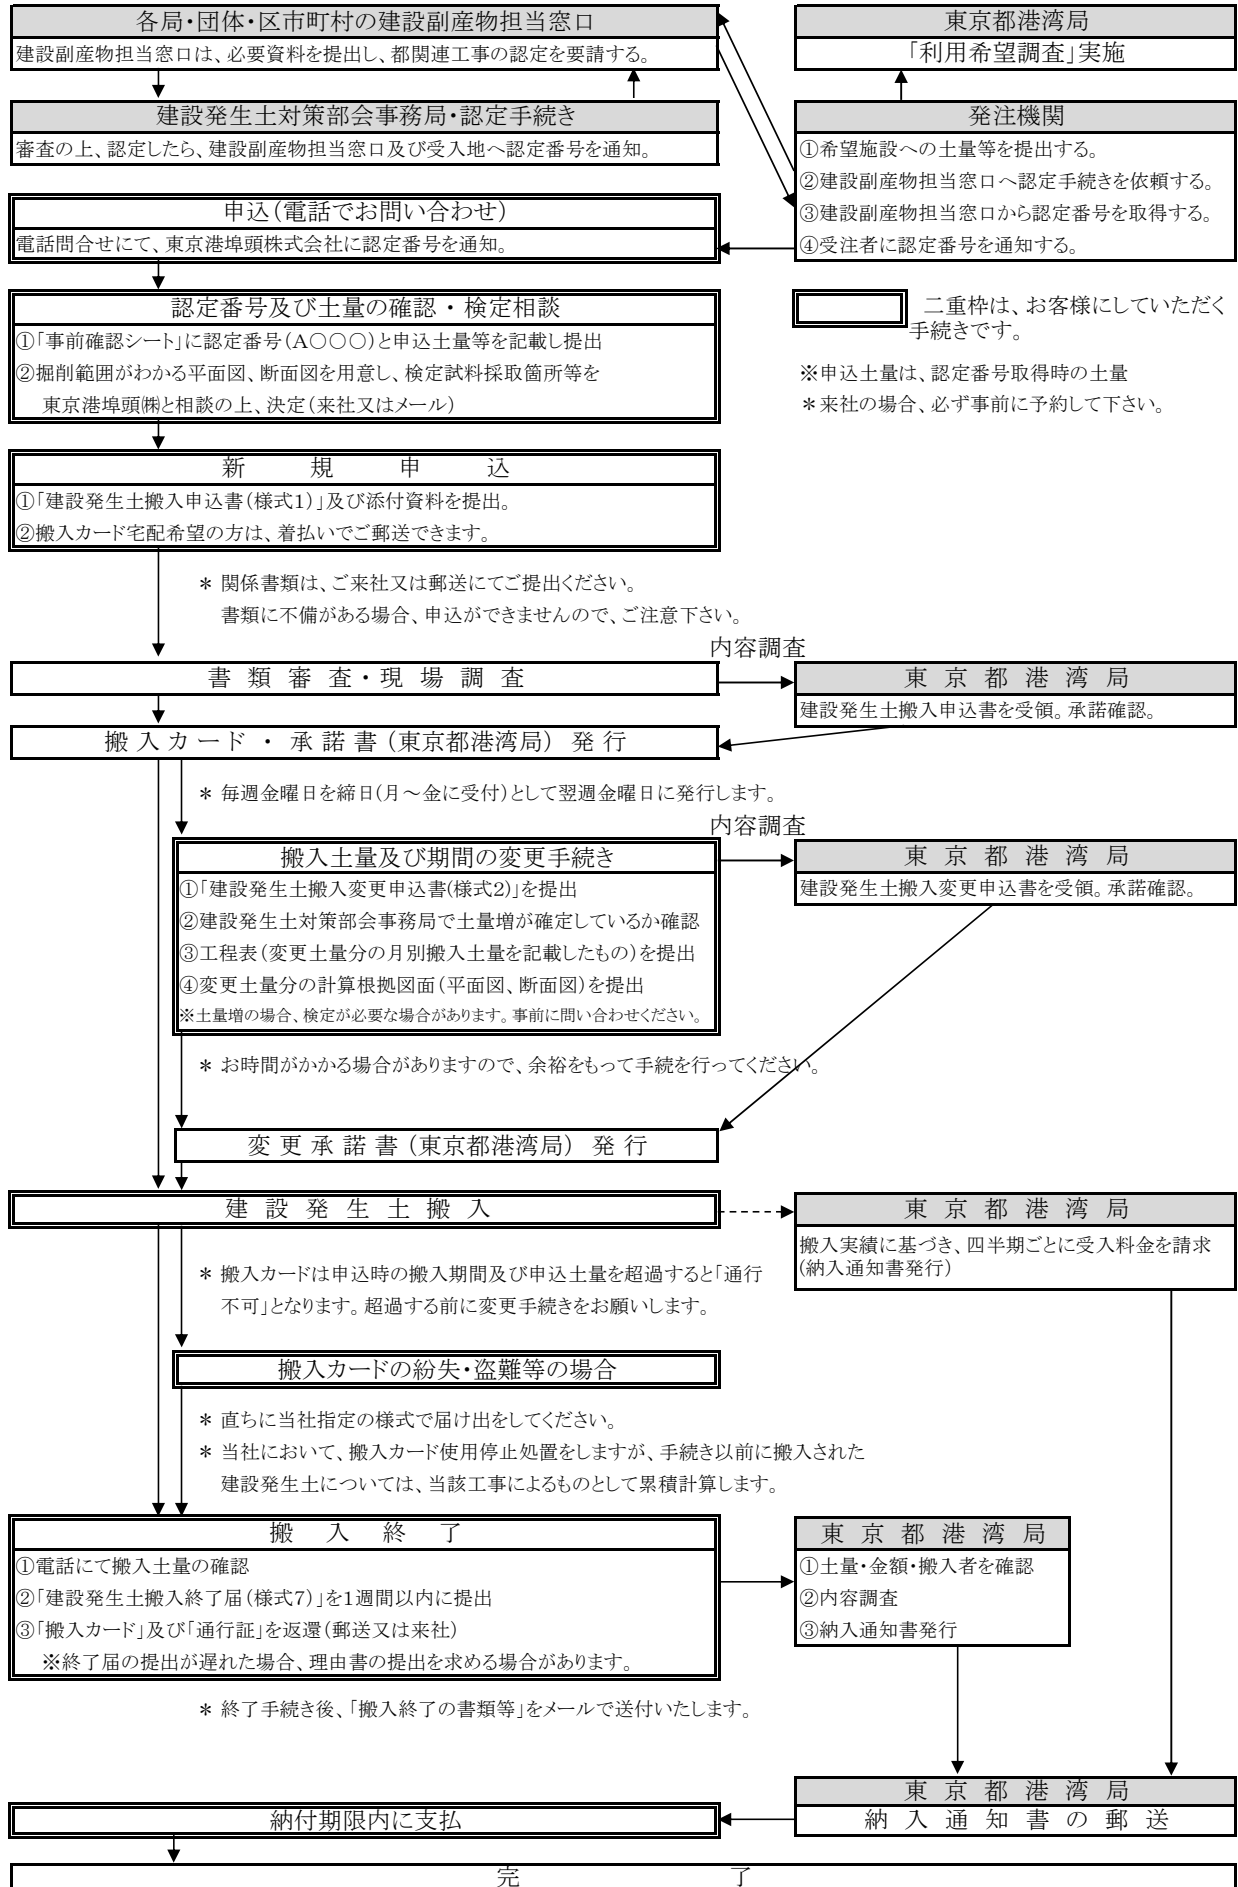 各局・団体・区市町村の建設副産物担当窓口
建設副産物担当窓口は、必要資料を提出し、都関連工事の認定を要請する。
東京都港湾局
「利用希望調査」実施
建設発生土対策部会事務局・認定手続き
審査の上、認定したら、建設副産物担当窓口及び受入地へ認定番号を通知。
発注機関
①希望施設への土量等を提出する。
②建設副産物担当窓口へ認定手続きを依頼する。
③建設副産物担当窓口から認定番号を取得する。
④受注者に認定番号を通知する。
申込(電話でお問い合わせ)
電話問合せにて、東京港埠頭株式会社に認定番号を通知。
認定番号及び土量の確認・検定相談
①「事前確認シート」に認定番号(A○○○)と申込土量等を記載し提出
②掘削範囲がわかる平面図、断面図を用意し、検定試料採取箇所等を
東京港埠頭㈱と相談の上、決定(来社又はメール)
二重枠は、お客様にしていただく
手続きです。
※申込土量は、認定番号取得時の土量
＊来社の場合、必ず事前に予約して下さい。
新規申込
①「建設発生土搬入申込書(様式1)」及び添付資料を提出。
②搬入カード宅配希望の方は、着払いでご郵送できます。
＊ 関係書類は、ご来社又は郵送にてご提出ください。
書類に不備がある場合、申込ができませんので、ご注意下さい。
内容調査
書類審査・現場調査
東京都港湾局
建設発生土搬入申込書を受領。承諾確認。
搬入カード・承諾書(東京都港湾局)発行
＊ 毎週金曜日を締日(月～金に受付)として翌週金曜日に発行します。
内容調査
搬入土量及び期間の変更手続き
①「建設発生土搬入変更申込書(様式2)」を提出
②建設発生土対策部会事務局で土量増が確定しているか確認
③工程表(変更土量分の月別搬入土量を記載したもの)を提出
④変更土量分の計算根拠図面(平面図、断面図)を提出
※土量増の場合、検定が必要な場合があります。事前に問い合わせください。
東京都港湾局
建設発生土搬入変更申込書を受領。承諾確認。
＊ お時間がかかる場合がありますので、余裕をもって手続を行ってください。
変更承諾書(東京都港湾局)発行
建設発生土搬入
東京都港湾局
搬入実績に基づき、四半期ごとに受入料金を請求
(納入通知書発行)
＊ 搬入カードは申込時の搬入期間及び申込土量を超過すると「通行
不可」となります。超過する前に変更手続きをお願いします。
搬入カードの紛失・盗難等の場合
＊ 直ちに当社指定の様式で届け出をしてください。
＊ 当社において、搬入カード使用停止処置をしますが、手続き以前に搬入された
建設発生土については、当該工事によるものとして累積計算します。
搬入終了
①電話にて搬入土量の確認
②「建設発生土搬入終了届(様式7)」を1週間以内に提出
③「搬入カード」及び「通行証」を返還(郵送又は来社)
※終了届の提出が遅れた場合、理由書の提出を求める場合があります。
東京都港湾局
①土量・金額・搬入者を確認
②内容調査
③納入通知書発行
＊ 終了手続き後、「搬入終了の書類等」をメールで送付いたします。
東京都港湾局
納入通知書の郵送
納付期限内に支払
完了